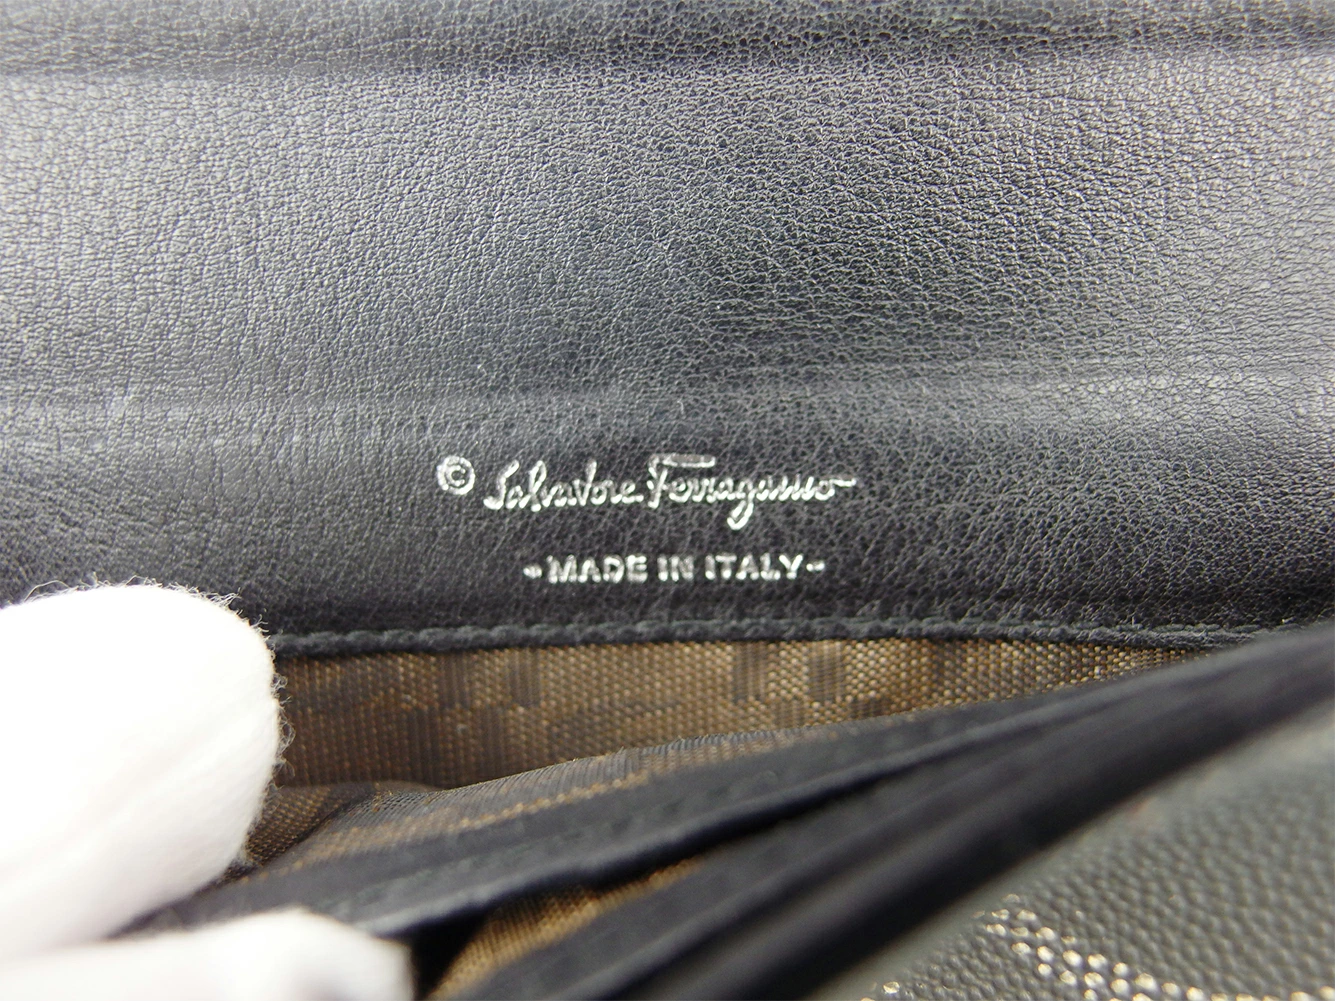 © Salvatore Ferragamo
-MADE IN ITALY-